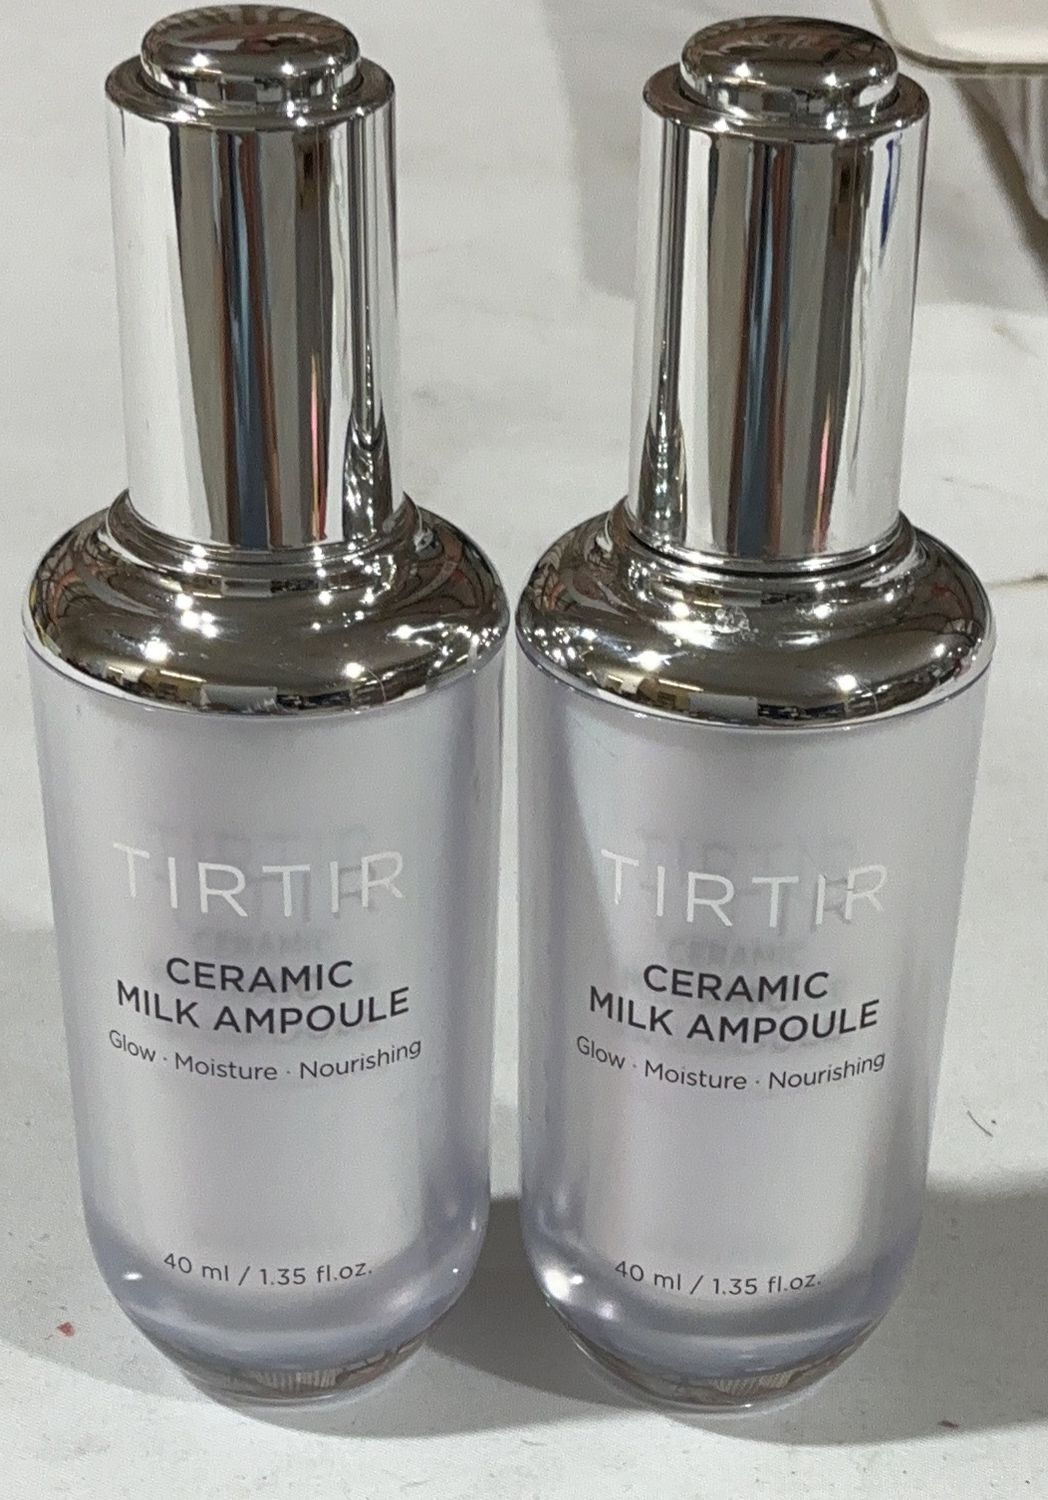 TIRTIR
CERAMIC
MILK AMPOULE
Glow · Moisture · Nourishing
40 ml / 1.35 fl.oz.
TIRTIR
CERAMIC
MILK AMPOULE
Glow · Moisture · Nourishing
40 ml / 1.35 fl.oz.